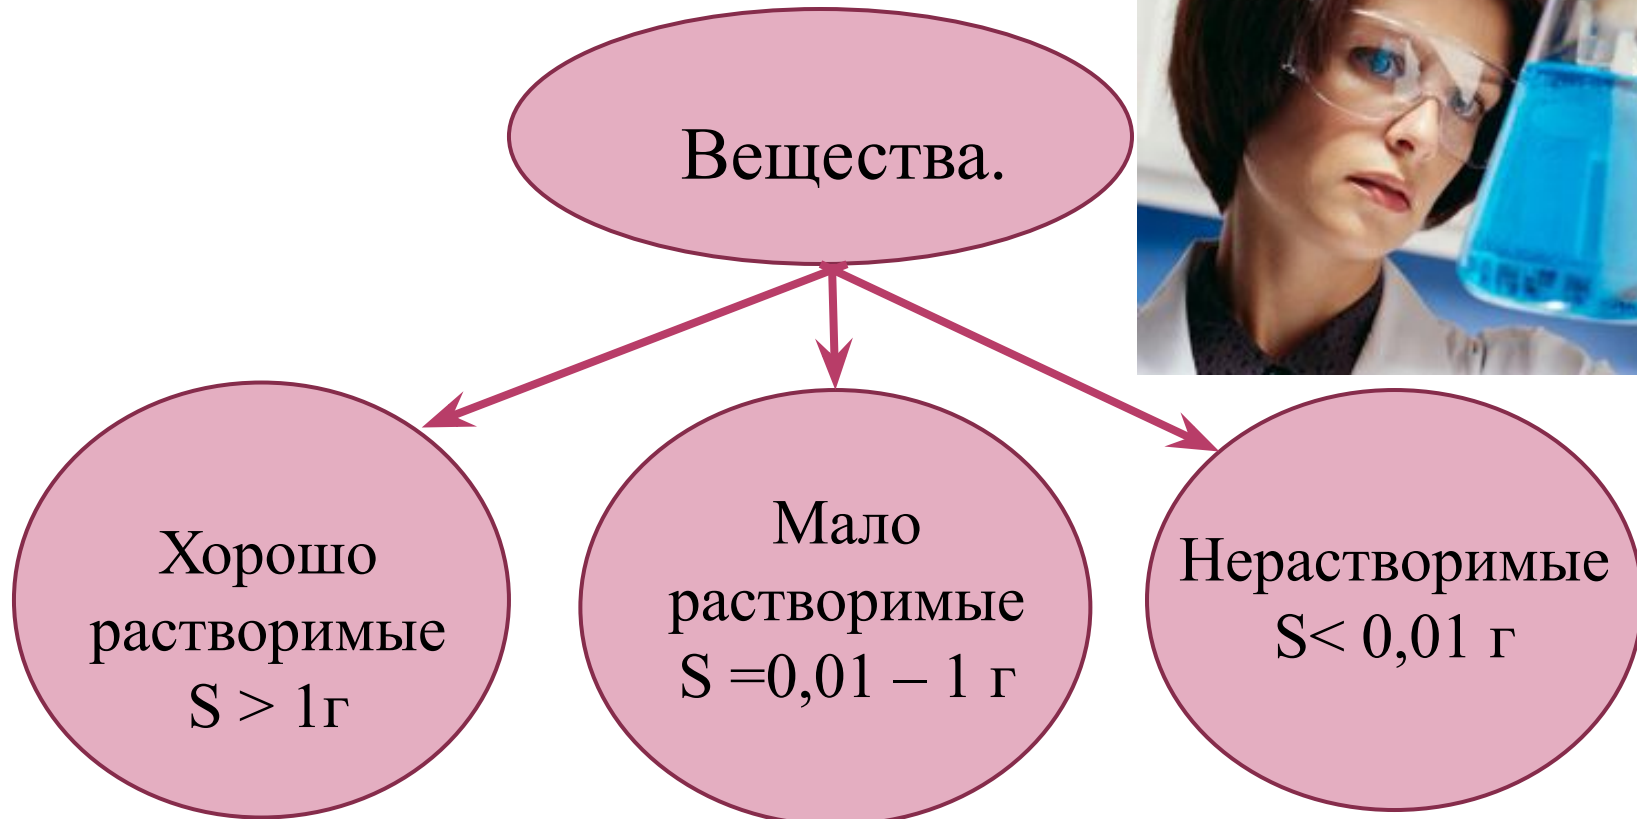 Вещества.
Хорошо
растворимые
S > 1г
Мало
растворимые
S =0,01 – 1 г
Нерастворимые
S< 0,01 г